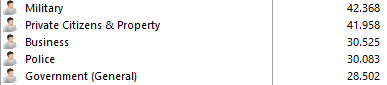 Military 42.368
Private Citizens & Property 41.958
Business 30.525
Police 30.083
Government (General) 28.502